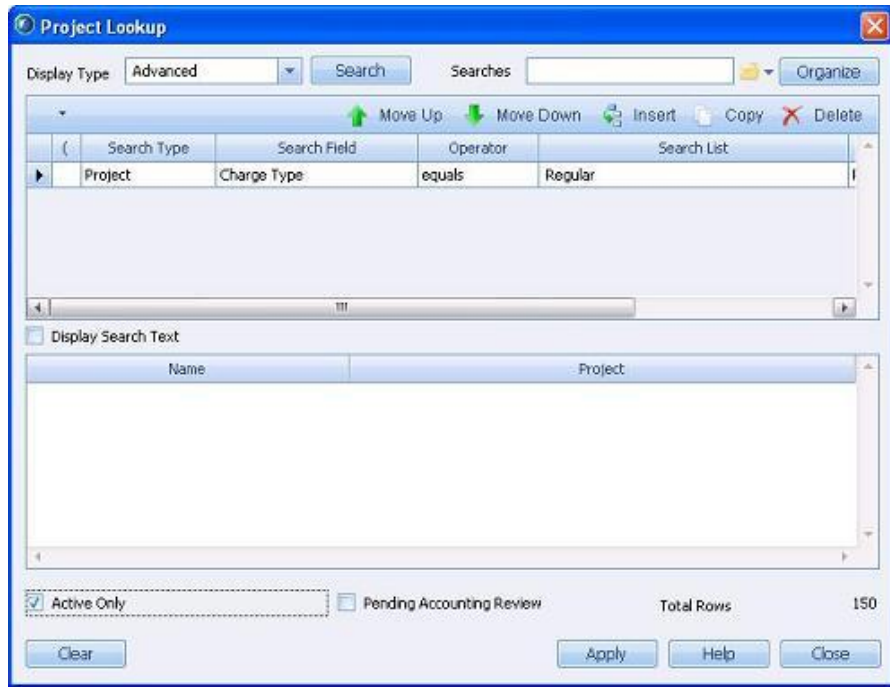 Project Lookup
Display Type Advanced Search Searches Organize
Move Up Move Down Insert Copy Delete
( Search Type Search Field Operator Search List
Project Charge Type equals Regular
Display Search Text
Name Project
Active Only Pending Accounting Review Total Rows 150
Clear Apply Help Close